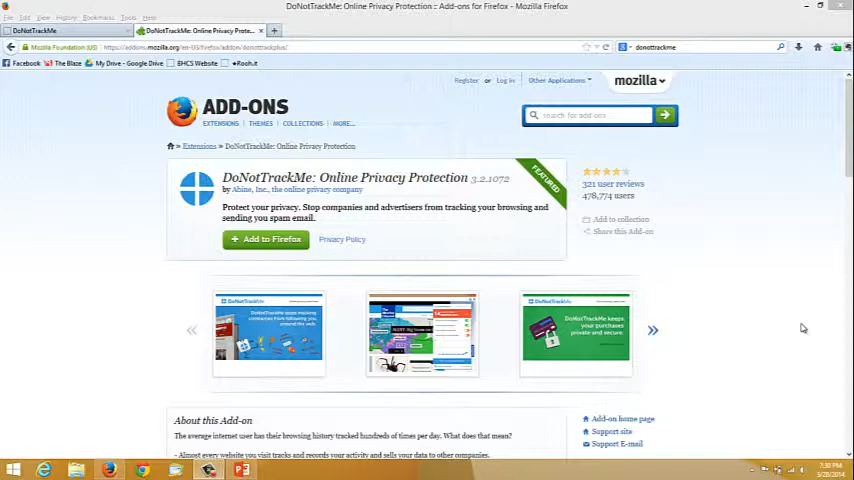 DoNotTrackMe: Online Privacy Protection :: Add-ons for Firefox - Mozilla Firefox
File Edit View History Bookmarks Tools Help
DoNotTrackMe
DoNotTrackMe: Online Privacy Prote...
Mozilla Foundation (US)
https://addons.mozilla.org/en-US/firefox/addon/donottrackplus/
donottrackme
Facebook
The Blaze
My Drive - Google Drive
BHCS Website
Rooh.it
Register or Log in
Other Applications
mozilla
ADD-ONS
EXTENSIONS THEMES COLLECTIONS MORE...
search for add-ons
» Extensions » DoNotTrackMe: Online Privacy Protection
DoNotTrackMe: Online Privacy Protection 3.2.1072
by Abine, Inc., the online privacy company
FEATURED
Protect your privacy. Stop companies and advertisers from tracking your browsing and
sending you spam email.
+ Add to Firefox
Privacy Policy
321 user reviews
478,774 users
Add to collection
Share this Add-on
«
DoNotTrackMe
DoNotTrackMe stops tracking
companies from following you
around the web.
DoNotTrackMe
DoNotTrackMe keeps
your purchases
private and secure.
»
About this Add-on
The average internet user has their browsing history tracked hundreds of times per day. What does that mean?
- Almost every website you visit tracks and records your activity and sells your data to other companies.
Add-on home page
Support site
Support E-mail
7:30 PM
5/28/2014